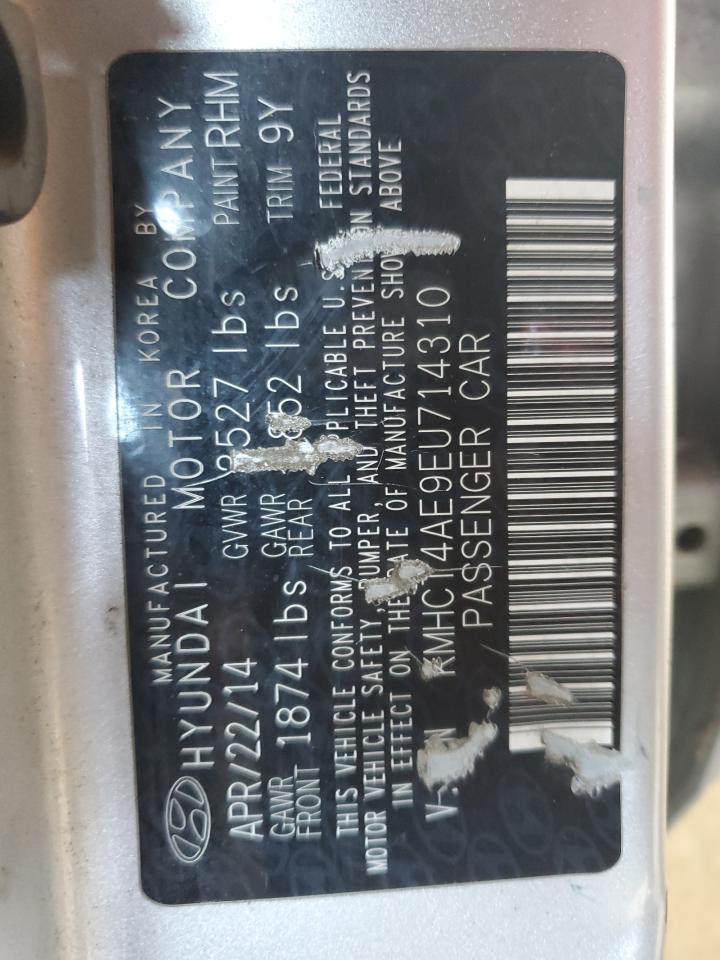 MANUFACTURED IN KOREA BY
HYUNDAI MOTOR COMPANY
APR/22/14 GVWR 3527 lbs PAINT RHM
GAWR FRONT 1874 lbs GAWR REAR lbs TRIM 9Y
THIS VEHICLE CONFORMS TO ALL APPLICABLE U.S. FEDERAL
MOTOR VEHICLE SAFETY, BUMPER, AND THEFT PREVENTION STANDARDS
IN EFFECT ON THE DATE OF MANUFACTURE SHOWN ABOVE
V.I.N KMHCT4AE9EU714310
PASSENGER CAR